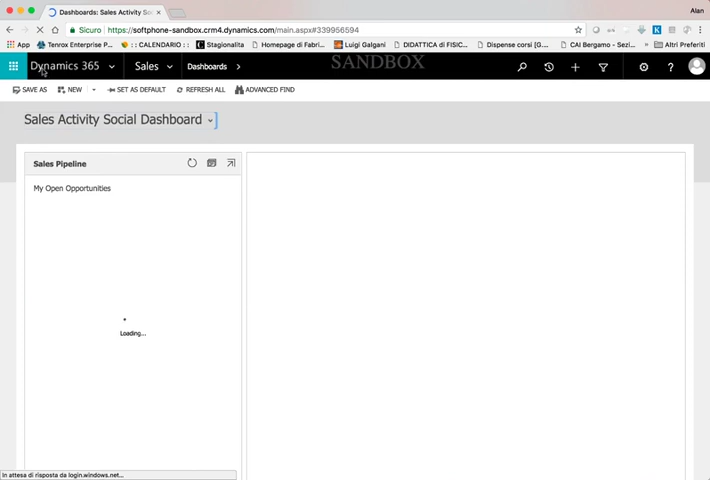 Dashboards: Sales Activity So
Alan
Sicuro https://softphone-sandbox.crm4.dynamics.com/main.aspx#339956594
App Tenrox Enterprise P... :: CALENDARIO :: Stagionalita Homepage di Fabri... Luigi Galgani DIDATTICA di FISIC... Dispense corsi [G... CAI Bergamo - Sezi... Altri Preferiti
Dynamics 365 Sales Dashboards SANDBOX
SAVE AS NEW SET AS DEFAULT REFRESH ALL ADVANCED FIND
Sales Activity Social Dashboard
Sales Pipeline
My Open Opportunities
Loading...
In attesa di risposta da login.windows.net...